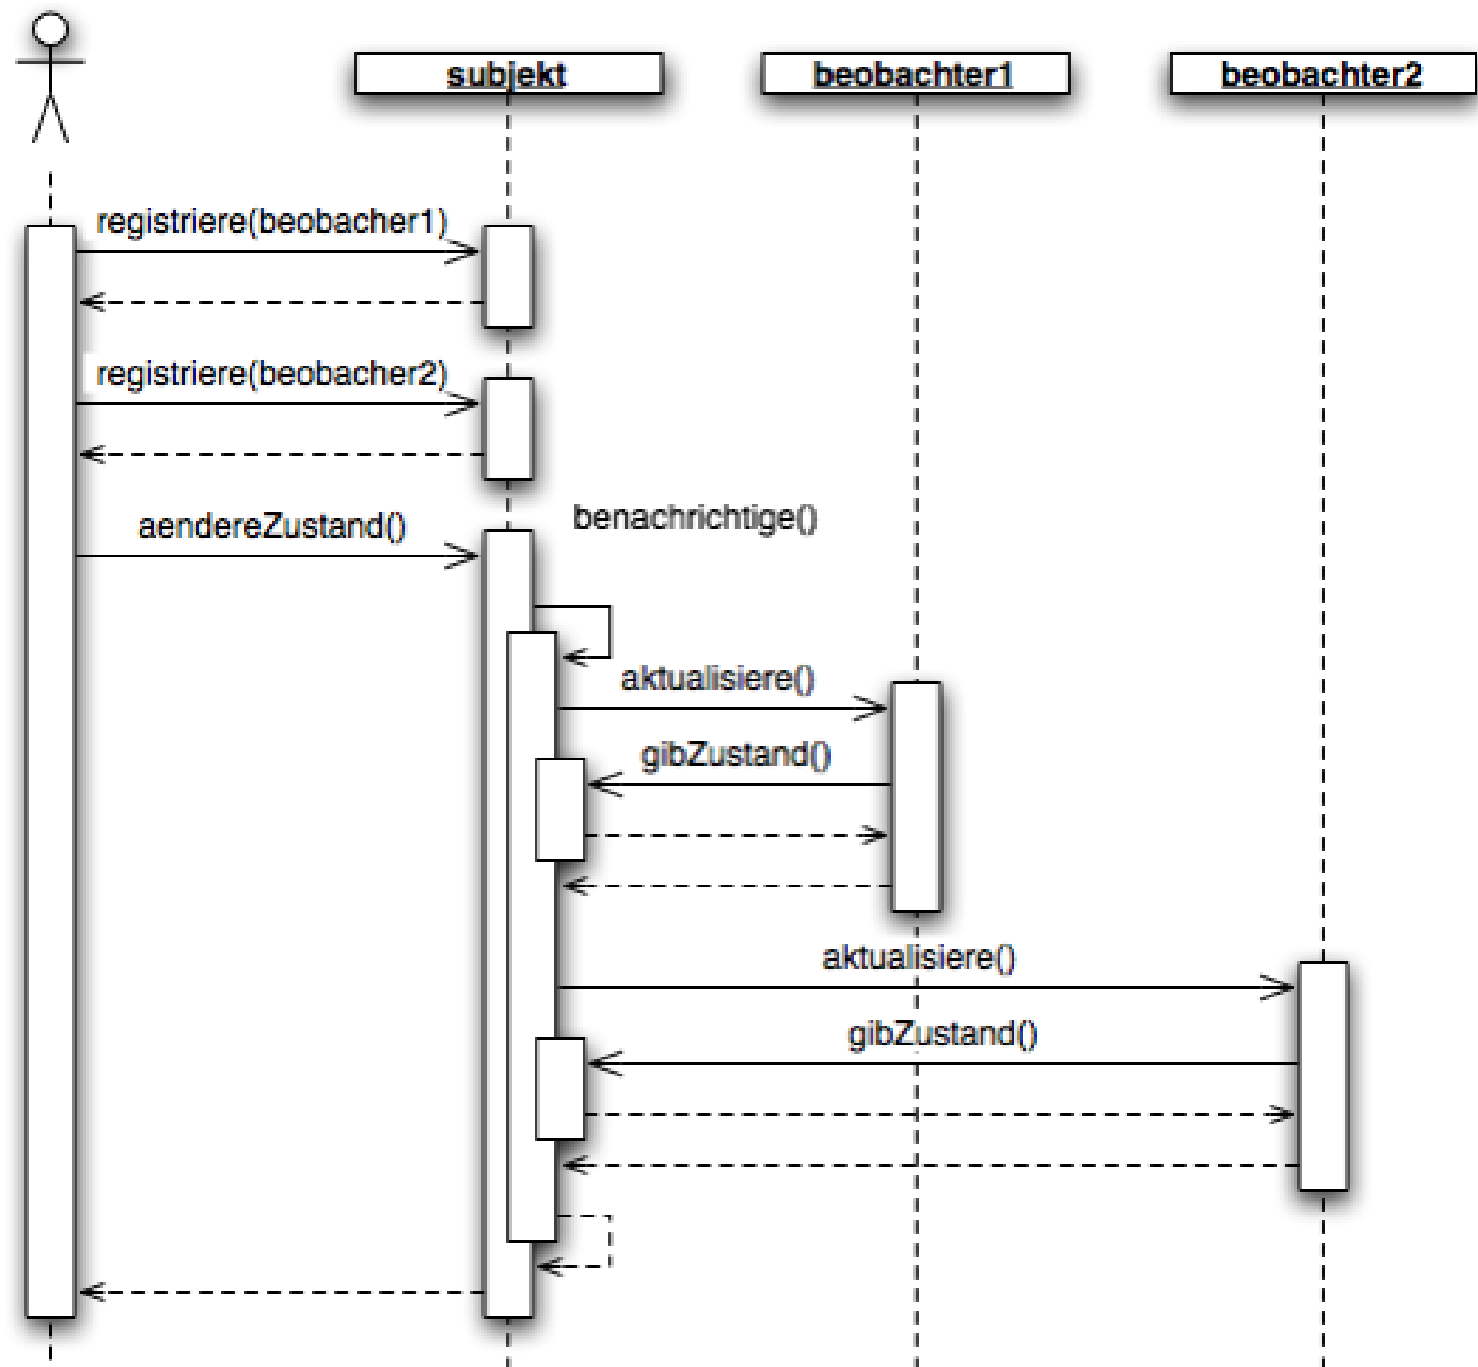 subjekt
beobachter1
beobachter2
registriere(beobacher1)
registriere(beobacher2)
benachrichtige()
aendereZustand()
aktualisiere()
gibZustand()
aktualisiere()
gibZustand()